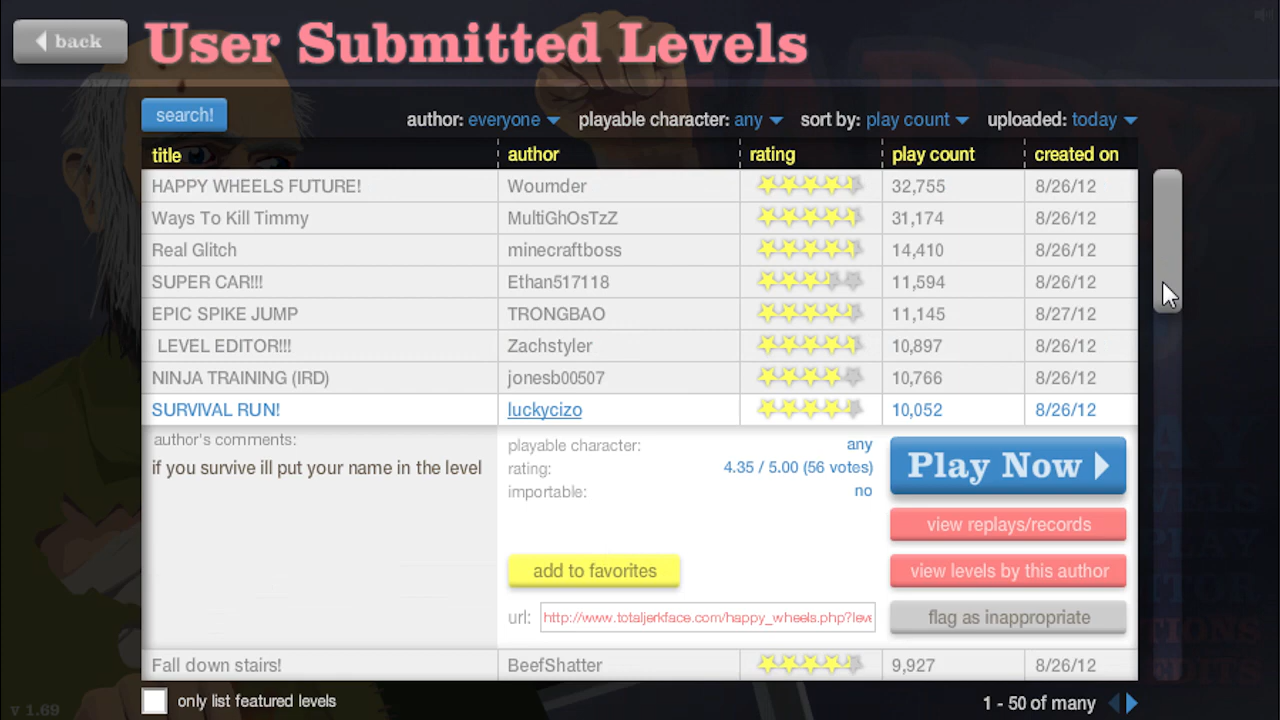 back
User Submitted Levels
search!
author: everyone playable character: any sort by: play count uploaded: today
title author rating play count created on
HAPPY WHEELS FUTURE! Woumder 32,755 8/26/12
Ways To Kill Timmy MultiGhOsTzZ 31,174 8/26/12
Real Glitch minecraftboss 14,410 8/26/12
SUPER CAR!!! Ethan517118 11,594 8/26/12
EPIC SPIKE JUMP TRONGBAO 11,145 8/27/12
LEVEL EDITOR!!! Zachstyler 10,897 8/26/12
NINJA TRAINING (IRD) jonesb00507 10,766 8/26/12
SURVIVAL RUN! luckycizo 10,052 8/26/12
author's comments:
if you survive ill put your name in the level
playable character: any
rating: 4.35 / 5.00 (56 votes)
importable: no
add to favorites
url: http://www.totaljerkface.com/happy_wheels.php?leve
Play Now
view replays/records
view levels by this author
flag as inappropriate
Fall down stairs! BeefShatter 9,927 8/26/12
only list featured levels
1 - 50 of many
v 1.69